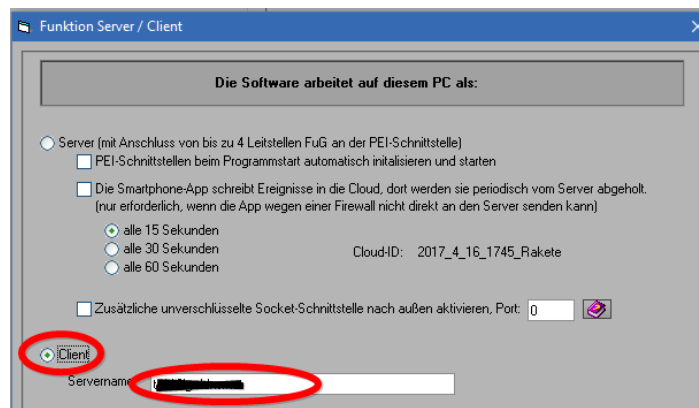 Funktion Server / Client
Die Software arbeitet auf diesem PC als:
Server (mit Anschluss von bis zu 4 Leitstellen FuG an der PEI-Schnittstelle)
PEI-Schnittstellen beim Programmstart automatisch initalisieren und starten
Die Smartphone-App schreibt Ereignisse in die Cloud, dort werden sie periodisch vom Server abgeholt.
(nur erforderlich, wenn die App wegen einer Firewall nicht direkt an den Server senden kann)
alle 15 Sekunden
alle 30 Sekunden
Cloud-ID: 2017_4_16_1745_Rakete
alle 60 Sekunden
Zusätzliche unverschlüsselte Socket-Schnittstelle nach außen aktivieren, Port: 0
Client
Servername